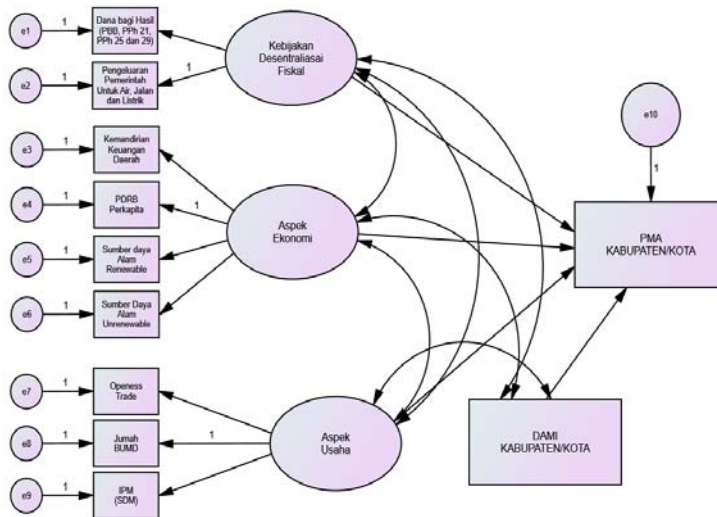 e1
1
Dana bagi Hasil
(PBB, PPh 21,
PPh 25 dan 29)
e2
1
Pengeluaran
Pemerintah
Untuk Air, Jalan
dan Listrik
1
Kebijakan
Desentraliasai
Fiskal
e3
1
Kemandirian
Keuangan
Daerah
e4
1
PDRB
Perkapita
1
e5
1
Sumber daya
Alam
Renewable
e6
1
Sumber Daya
Alam
Unrenewable
Aspek
Ekonomi
e7
1
Openess
Trade
e8
1
Jumah
BUMD
1
e9
1
IPM
(SDM)
Aspek
Usaha
e10
1
PMA
KABUPATEN/KOTA
DAMI
KABUPATEN/KOTA